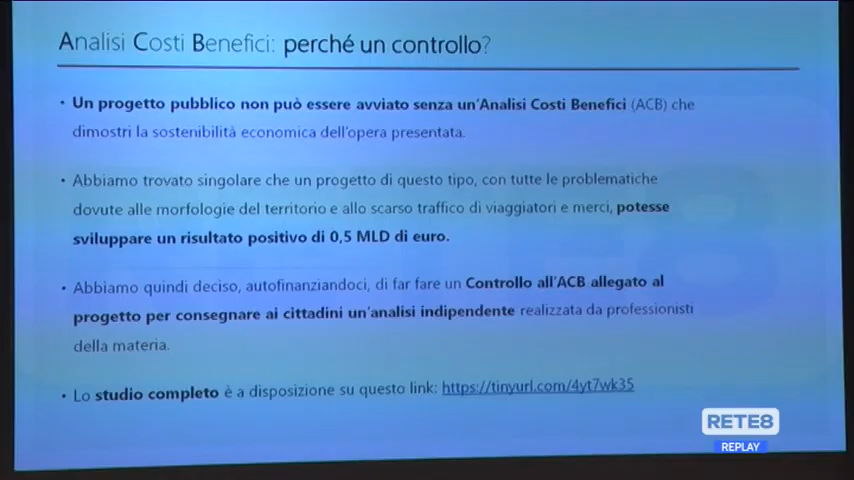 Analisi Costi Benefici: perché un controllo?
• Un progetto pubblico non può essere avviato senza un'Analisi Costi Benefici (ACB) che
dimostri la sostenibilità economica dell'opera presentata.
• Abbiamo trovato singolare che un progetto di questo tipo, con tutte le problematiche
dovute alle morfologie del territorio e allo scarso traffico di viaggiatori e merci, potesse
sviluppare un risultato positivo di 0,5 MLD di euro.
• Abbiamo quindi deciso, autofinanziandoci, di far fare un Controllo all'ACB allegato al
progetto per consegnare ai cittadini un'analisi indipendente realizzata da professionisti
della materia.
• Lo studio completo è a disposizione su questo link: https://tinyurl.com/4yt7wk35
RETE8
REPLAY